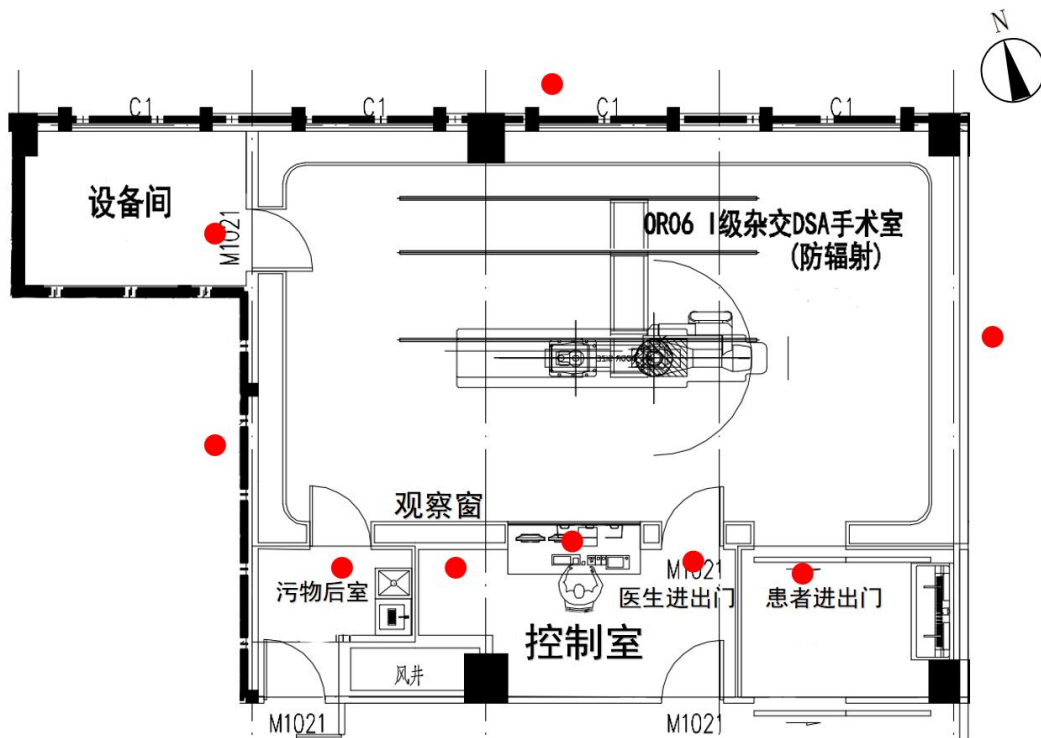 N
C1
C1
C1
C1
设备间
M1021
OR06 I级杂交DSA手术室
(防辐射)
观察窗
污物后室
M1021
医生进出门
患者进出门
控制室
风井
M1021
M1021